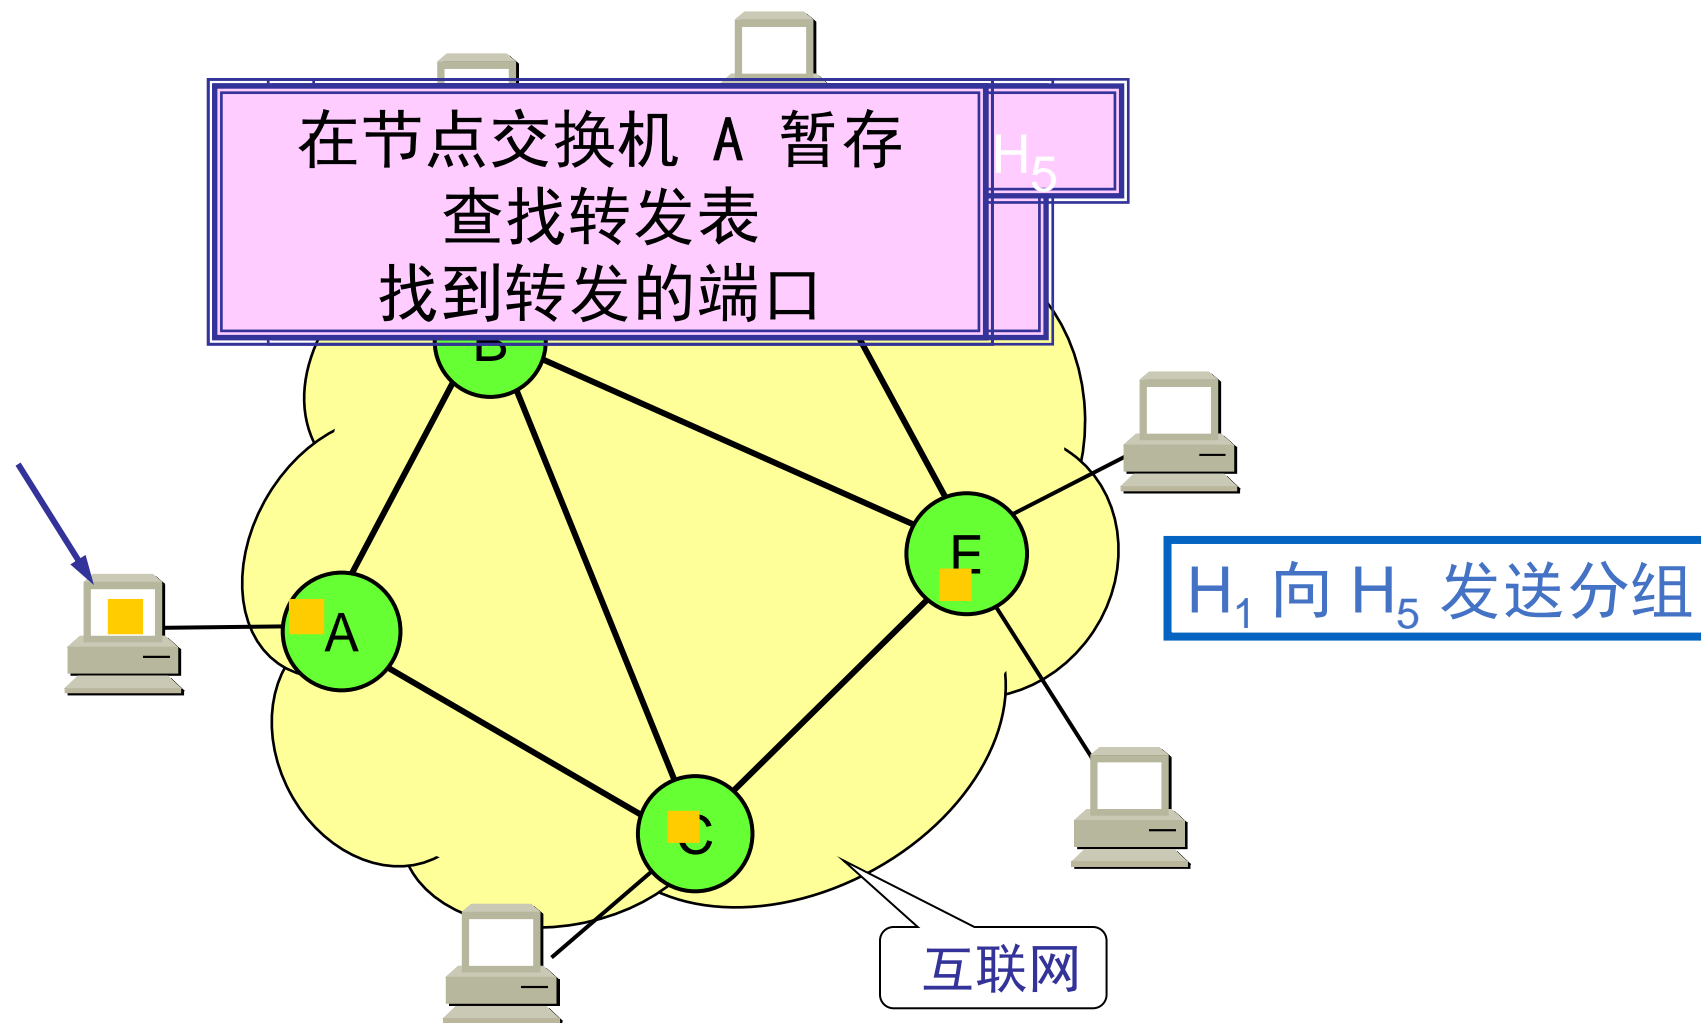 在节点交换机 A 暂存
查找转发表
找到转发的端口
H₅
B
E
A
H₁ 向 H₅ 发送分组
C
互联网